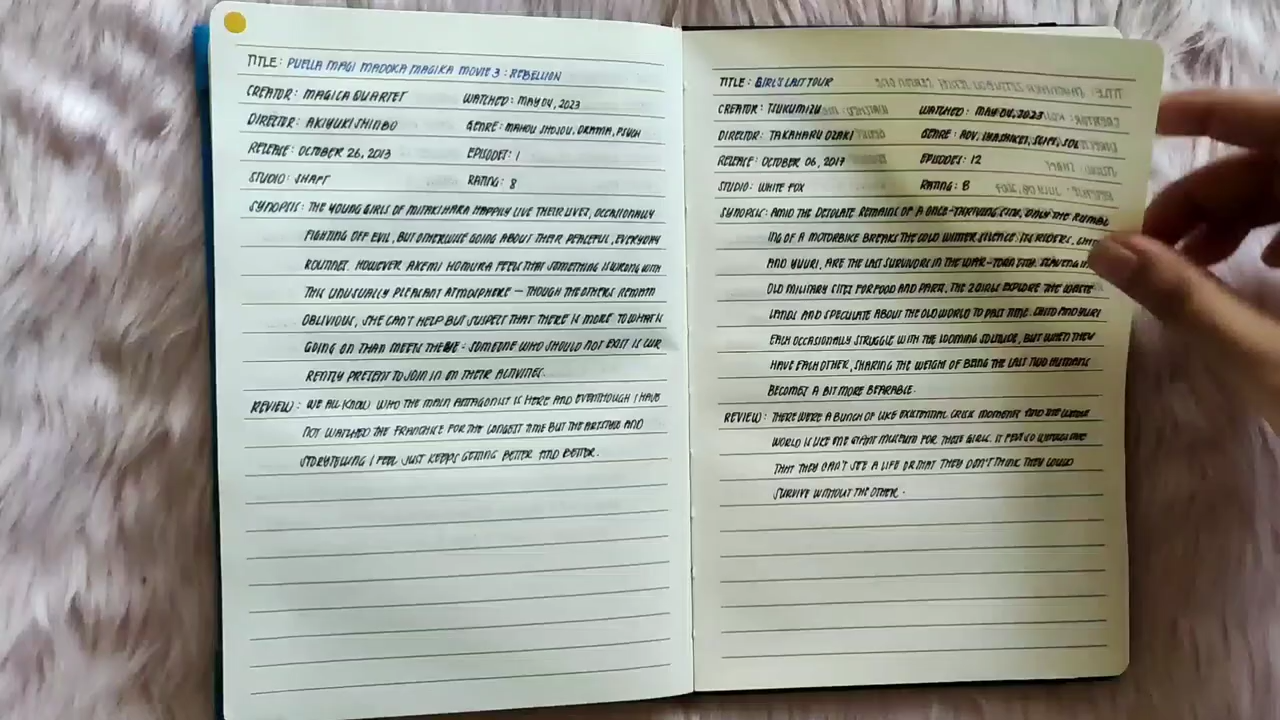 TITLE: PUELLA MAGI MADOKA MAGIKA MOVIE 3 : REBELLION
CREATOR: MAGICA QUARTET WATCHED: MAY 04, 2023
DIRECTOR: AKIYUKI SHINBO GENRE: MAHOU SHOJOU, DRAMA, PSYCH
RELEASE: OCTOBER 26, 2013 EPISODES: 1
STUDIO: SHAFT RATING: 8
SYNOPSIS: THE YOUNG GIRLS OF MITAKIHARA HAPPILY LIVE THEIR LIVES, OCCASIONALLY
FIGHTING OFF EVIL, BUT OTHERWISE GOING ABOUT THEIR PEACEFUL, EVERYDAY
ROUTINES. HOWEVER AKEMI HOMURA FEELS THAT SOMETHING IS WRONG WITH
THIS UNUSUALLY PLEASANT ATMOSPHERE — THOUGH THE OTHERS REMAIN
OBLIVIOUS, SHE CAN'T HELP BUT SUSPECT THAT THERE IS MORE TO WHAT IS
GOING ON THAN MEETS THE EYE: SOMEONE WHO SHOULD NOT EXIST IS CUR
RENTLY PRESENT TO JOIN IN ON THEIR ACTIVITIES.
REVIEW: WE ALL KNOW WHO THE MAIN ANTAGONIST IS HERE AND EVENTHOUGH I HAVE
NOT WATCHED THE FRANCHISE FOR THE LONGEST TIME BUT THE ARTSTYLE AND
STORYTELLING I FEEL JUST KEEPS GETTING BETTER AND BETTER.
TITLE: GIRL'S LAST TOUR
CREATOR: TSUKUMIZU WATCHED: MAY 04, 2023
DIRECTOR: TAKAHARU OZAKI GENRE: ADV, IYASHIKEI, SCIFI, SOL
RELEASE: OCTOBER 06, 2017 EPISODES: 12
STUDIO: WHITE FOX RATING: 8
SYNOPSIS: AMID THE DESOLATE REMAINS OF A ONCE-THRIVING CITY, ONLY THE RUMBL
ING OF A MOTORBIKE BREAKS THE COLD WINTER SILENCE. ITS RIDERS,
AND YUURI, ARE THE LAST SURVIVORS IN THE WAR-TORN CITY. SCAVENGING
OLD MILITARY SITES FOR FOOD AND PARTS, THE 2 GIRLS EXPLORE THE WASTE
LANDS AND SPECULATE ABOUT THE OLD WORLD TO PASS TIME. CHITO AND YURI
EACH OCCASIONALLY STRUGGLE WITH THE LOOMING SOLITUDE, BUT WHEN THEY
HAVE EACH OTHER, SHARING THE WEIGHT OF BEING THE LAST TWO HUMANS
BECOMES A BIT MORE BEARABLE.
REVIEW: THERE WERE A BUNCH OF LIKE EXISTENTIAL CRISIS MOMENTS AND THE WHOLE
WORLD IS LIKE ONE GIANT MUSEUM FOR THESE GIRLS. IT FELT SO
THAT THEY CAN'T SEE A LIFE OR THAT THEY DON'T THINK THEY COULD
SURVIVE WITHOUT THE OTHER.